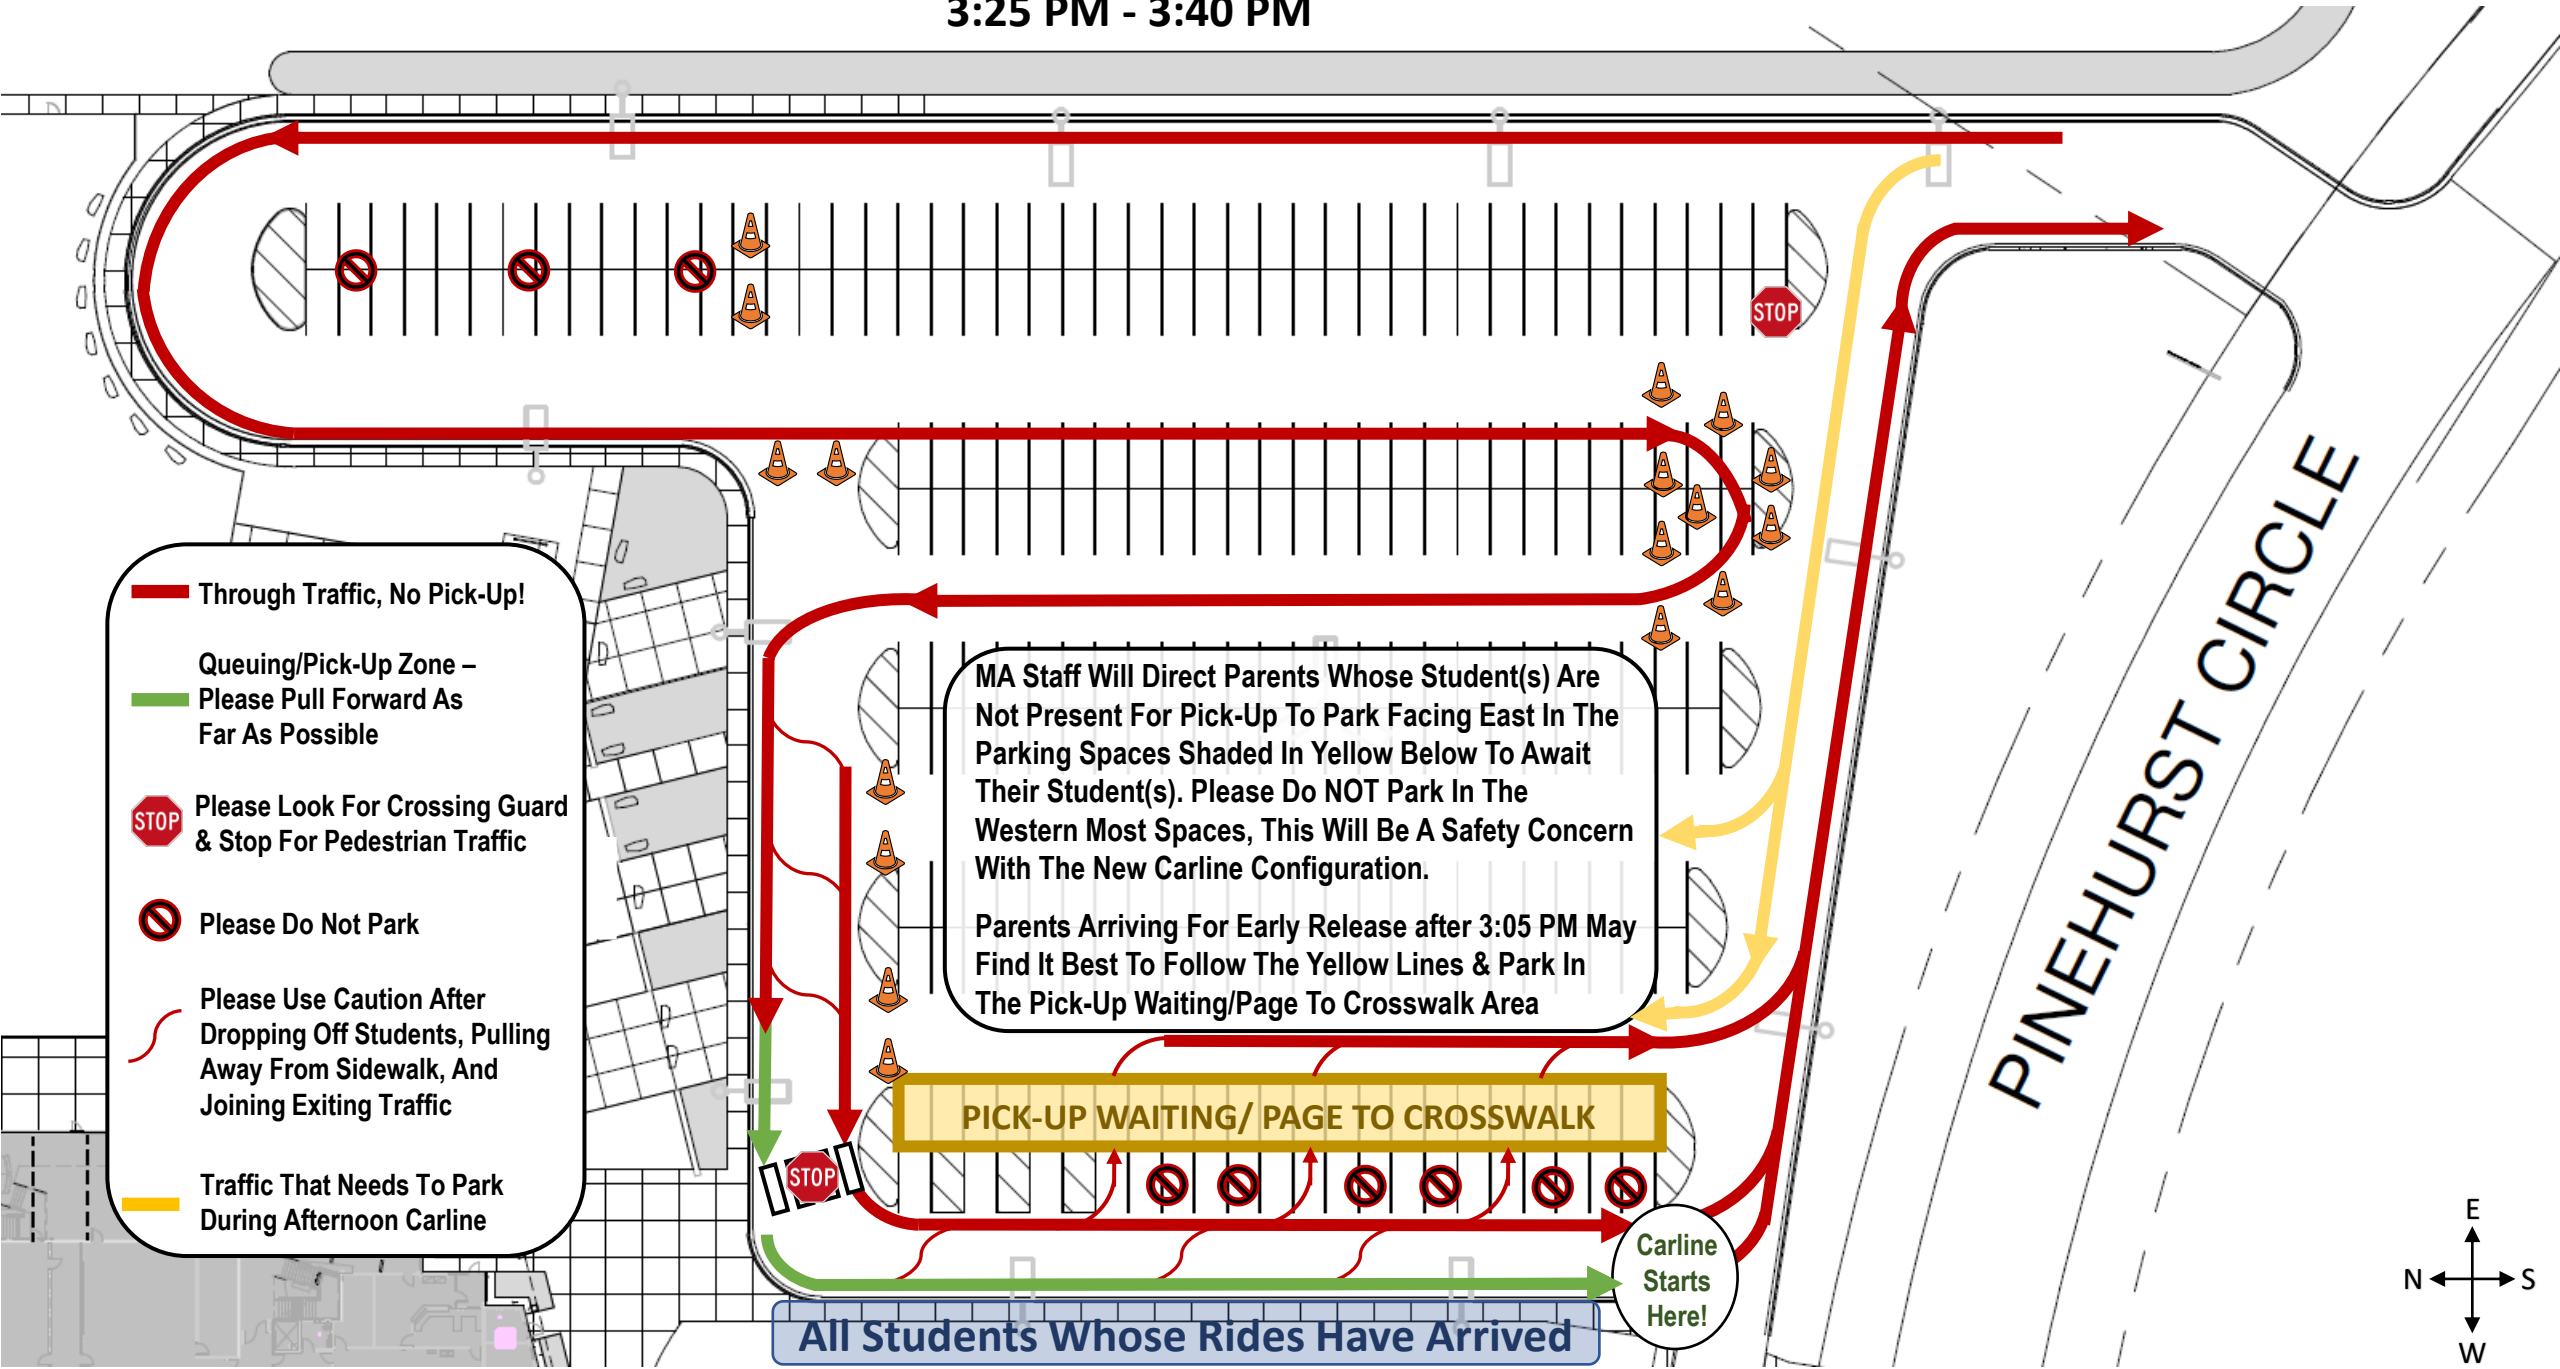 3:25 PM - 3:40 PM
STOP
PINEHURST CIRCLE
Through Traffic, No Pick-Up!
Queuing/Pick-Up Zone –
Please Pull Forward As
Far As Possible
STOP
Please Look For Crossing Guard
& Stop For Pedestrian Traffic
Please Do Not Park
Please Use Caution After
Dropping Off Students, Pulling
Away From Sidewalk, And
Joining Exiting Traffic
Traffic That Needs To Park
During Afternoon Carline
MA Staff Will Direct Parents Whose Student(s) Are
Not Present For Pick-Up To Park Facing East In The
Parking Spaces Shaded In Yellow Below To Await
Their Student(s). Please Do NOT Park In The
Western Most Spaces, This Will Be A Safety Concern
With The New Carline Configuration.
Parents Arriving For Early Release after 3:05 PM May
Find It Best To Follow The Yellow Lines & Park In
The Pick-Up Waiting/Page To Crosswalk Area
PICK-UP WAITING/ PAGE TO CROSSWALK
STOP
Carline
Starts
Here!
All Students Whose Rides Have Arrived
E
N S
W